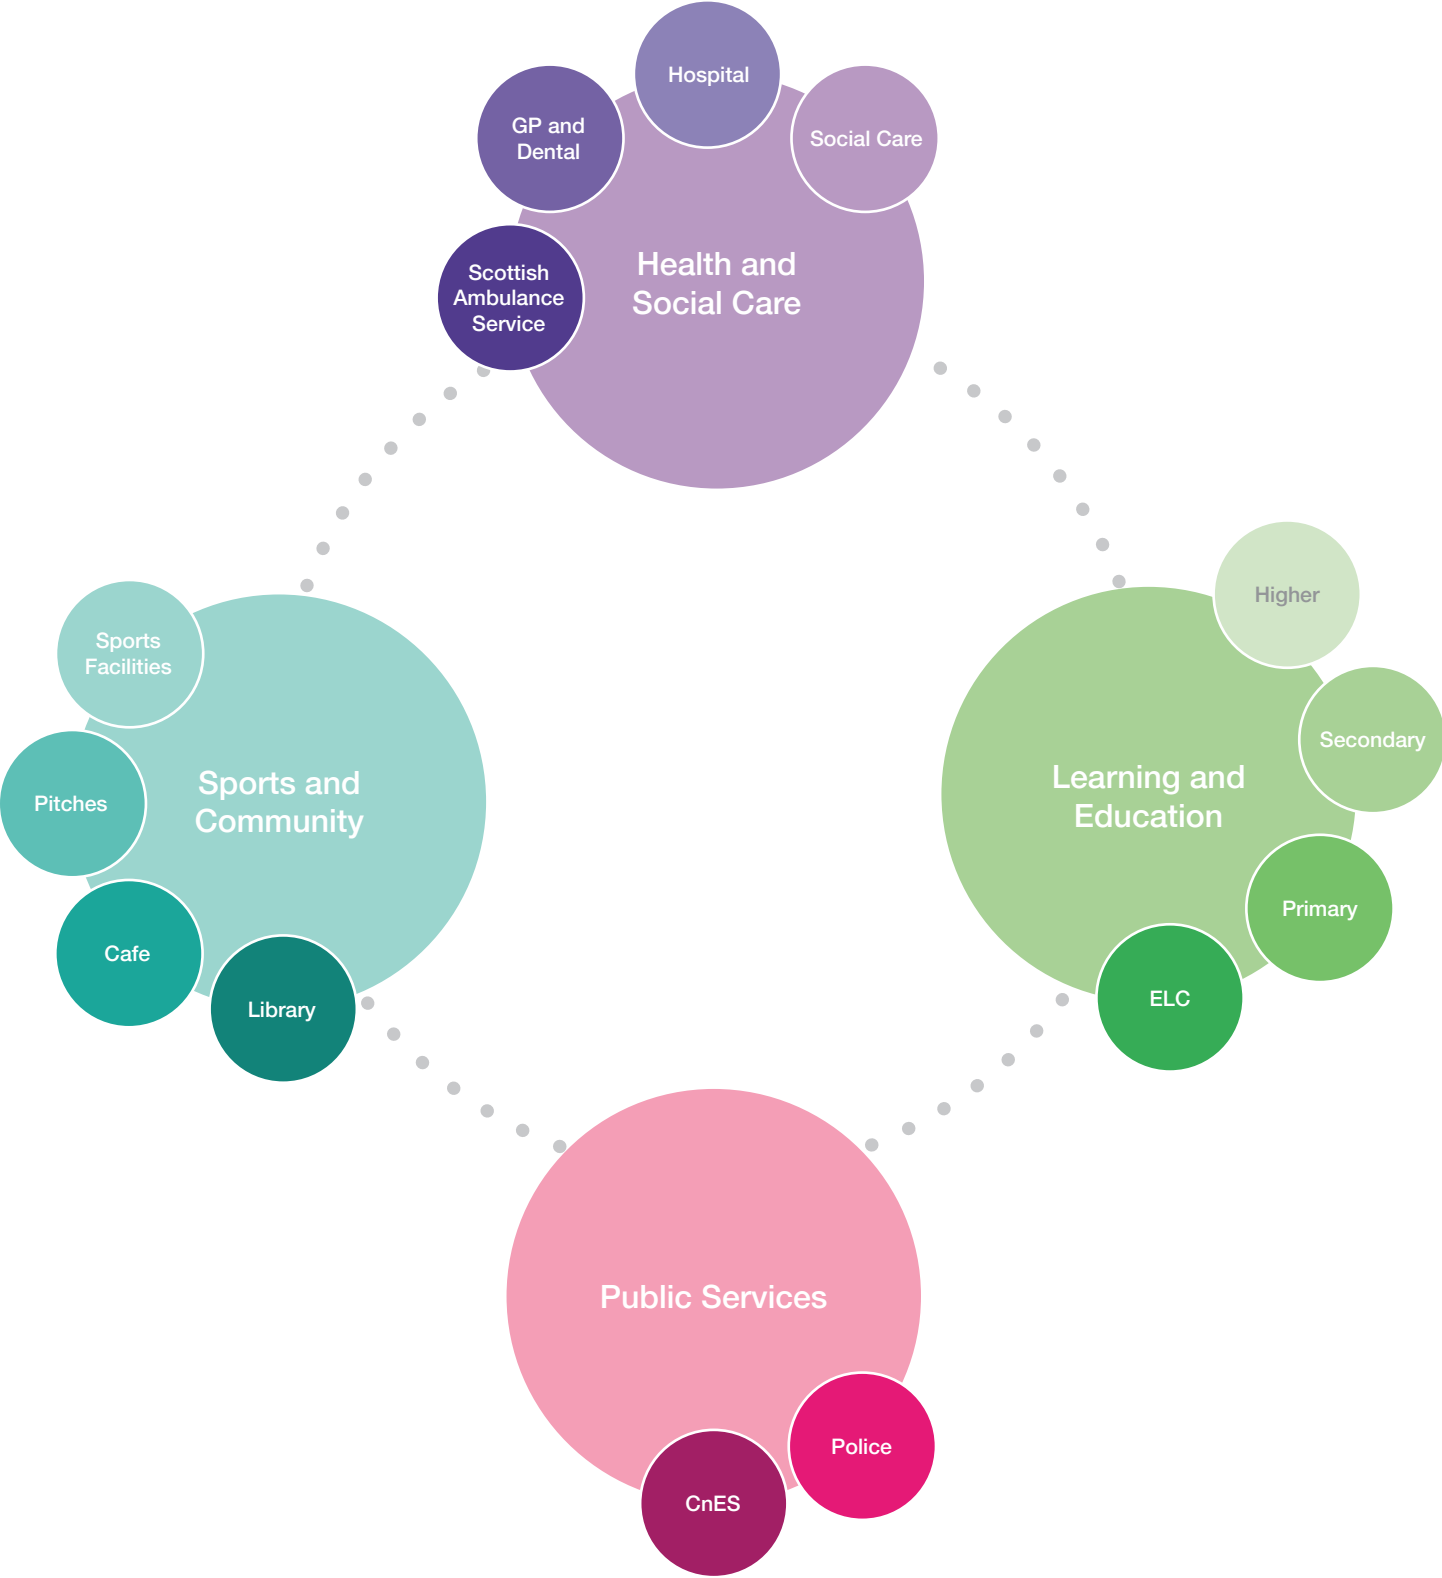 Hospital
GP and
Dental
Social Care
Scottish
Ambulance
Service
Health and
Social Care
Higher
Secondary
Learning and
Education
Primary
ELC
Sports
Facilities
Pitches
Sports and
Community
Cafe
Library
Public Services
Police
CnES